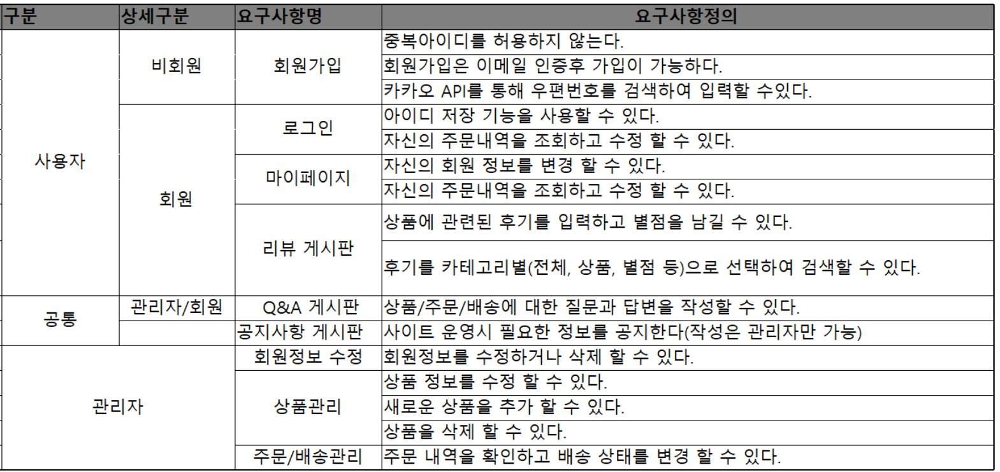 구분 상세구분 요구사항명 요구사항정의
중복아이디를 허용하지 않는다.
비회원 회원가입 회원가입은 이메일 인증후 가입이 가능하다.
카카오 API를 통해 우편번호를 검색하여 입력할 수있다.
아이디 저장 기능을 사용할 수 있다.
로그인
자신의 주문내역을 조회하고 수정 할 수 있다.
사용자
자신의 회원 정보를 변경 할 수 있다.
마이페이지
자신의 주문내역을 조회하고 수정 할 수 있다.
회원
상품에 관련된 후기를 입력하고 별점을 남길 수 있다.
리뷰 게시판
후기를 카테고리별(전체, 상품, 별점 등)으로 선택하여 검색할 수 있다.
관리자/회원 Q&A 게시판 상품/주문/배송에 대한 질문과 답변을 작성할 수 있다.
공통
공지사항 게시판 사이트 운영시 필요한 정보를 공지한다(작성은 관리자만 가능)
회원정보 수정 회원정보를 수정하거나 삭제 할 수 있다.
상품 정보를 수정 할 수 있다.
관리자 상품관리 새로운 상품을 추가 할 수 있다.
상품을 삭제 할 수 있다.
주문/배송관리 주문 내역을 확인하고 배송 상태를 변경 할 수 있다.